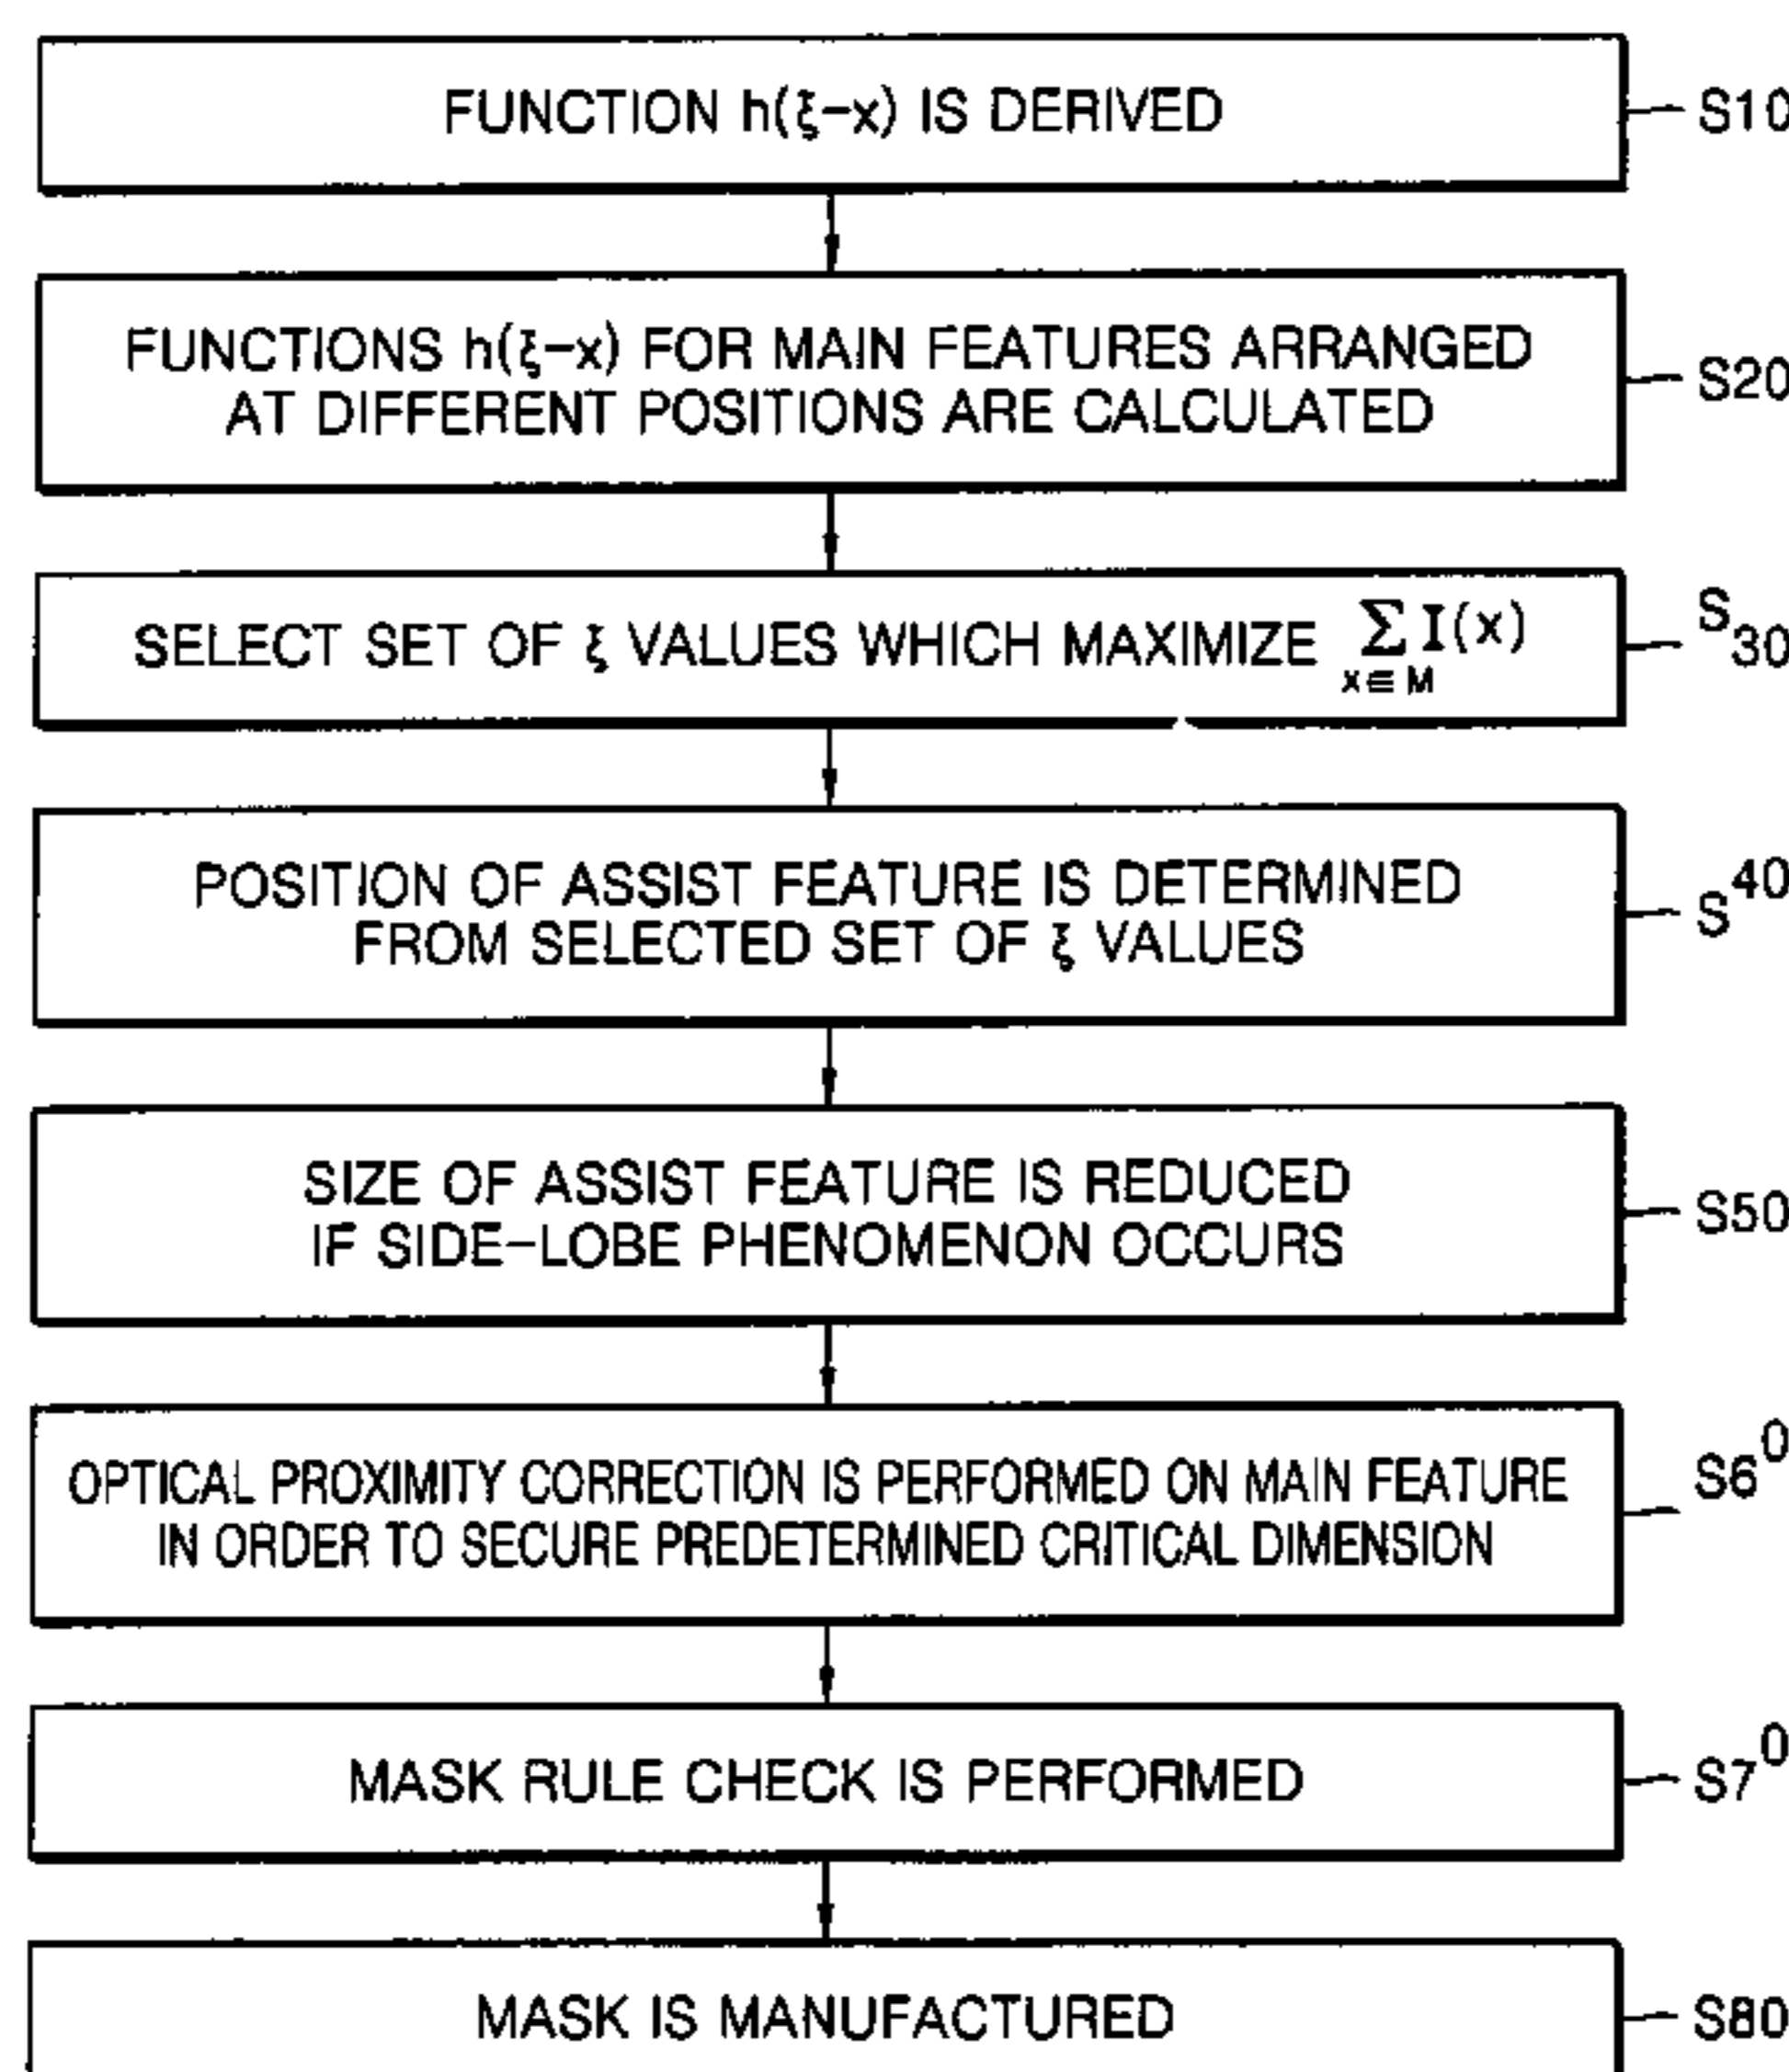 FUNCTION h(ξ-x) IS DERIVED
S10
FUNCTIONS h(ξ-x) FOR MAIN FEATURES ARRANGED
AT DIFFERENT POSITIONS ARE CALCULATED
S20
SELECT SET OF ξ VALUES WHICH MAXIMIZE Σ I(x)
x∈M
S30
POSITION OF ASSIST FEATURE IS DETERMINED
FROM SELECTED SET OF ξ VALUES
S40
SIZE OF ASSIST FEATURE IS REDUCED
IF SIDE-LOBE PHENOMENON OCCURS
S50
OPTICAL PROXIMITY CORRECTION IS PERFORMED ON MAIN FEATURE
IN ORDER TO SECURE PREDETERMINED CRITICAL DIMENSION
S60
MASK RULE CHECK IS PERFORMED
S70
MASK IS MANUFACTURED
S80